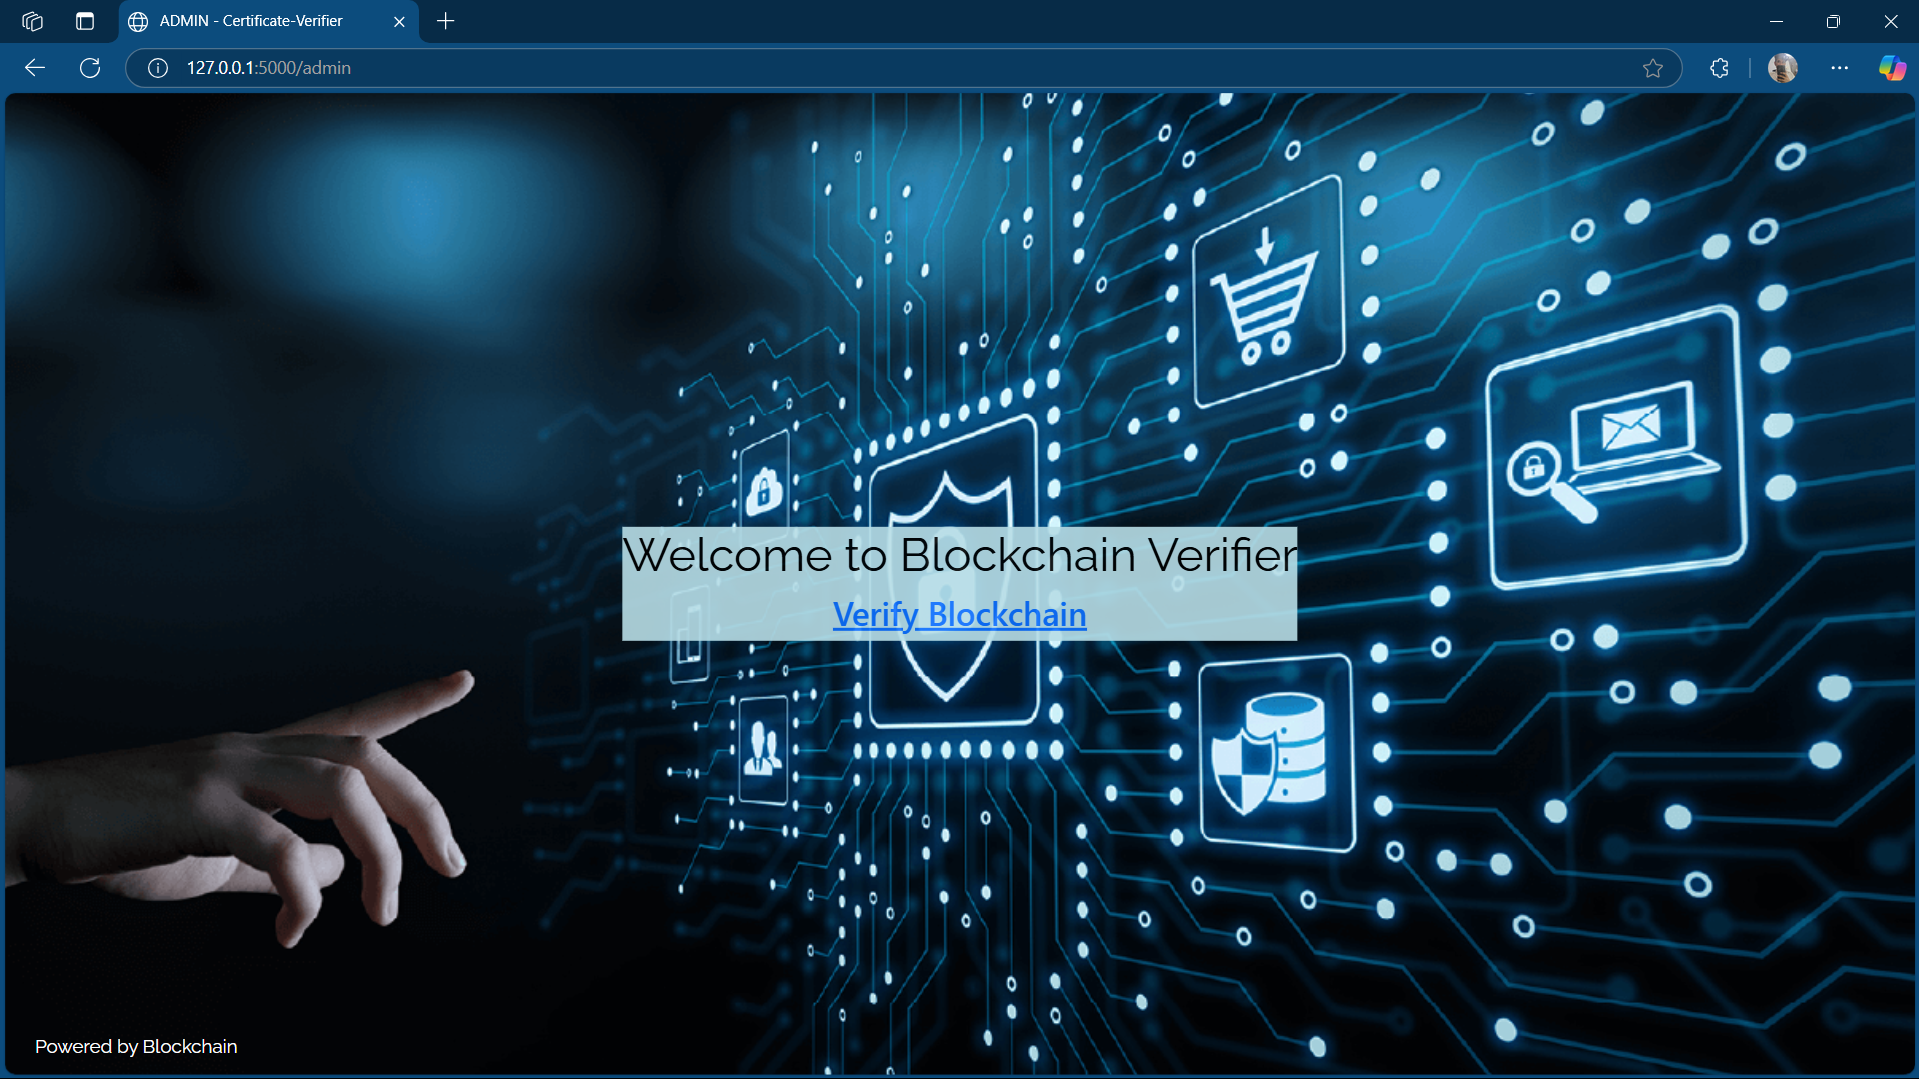 ADMIN - Certificate-Verifier
127.0.0.1:5000/admin
Welcome to Blockchain Verifier
Verify Blockchain
Powered by Blockchain